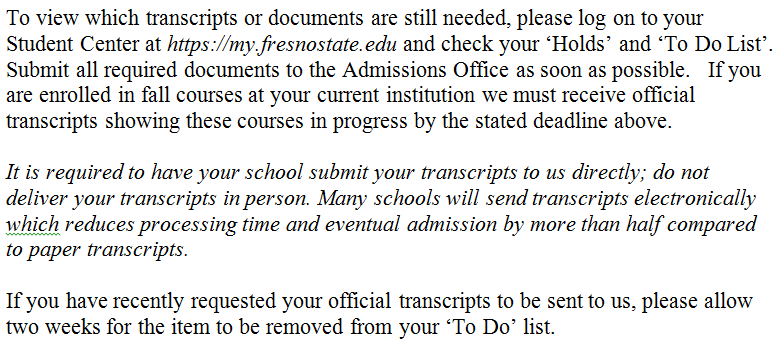 To view which transcripts or documents are still needed, please log on to your
Student Center at https://my.fresnostate.edu and check your ‘Holds’ and ‘To Do List’.
Submit all required documents to the Admissions Office as soon as possible.   If you
are enrolled in fall courses at your current institution we must receive official
transcripts showing these courses in progress by the stated deadline above.

It is required to have your school submit your transcripts to us directly; do not
deliver your transcripts in person. Many schools will send transcripts electronically
which reduces processing time and eventual admission by more than half compared
to paper transcripts.

If you have recently requested your official transcripts to be sent to us, please allow
two weeks for the item to be removed from your ‘To Do’ list.